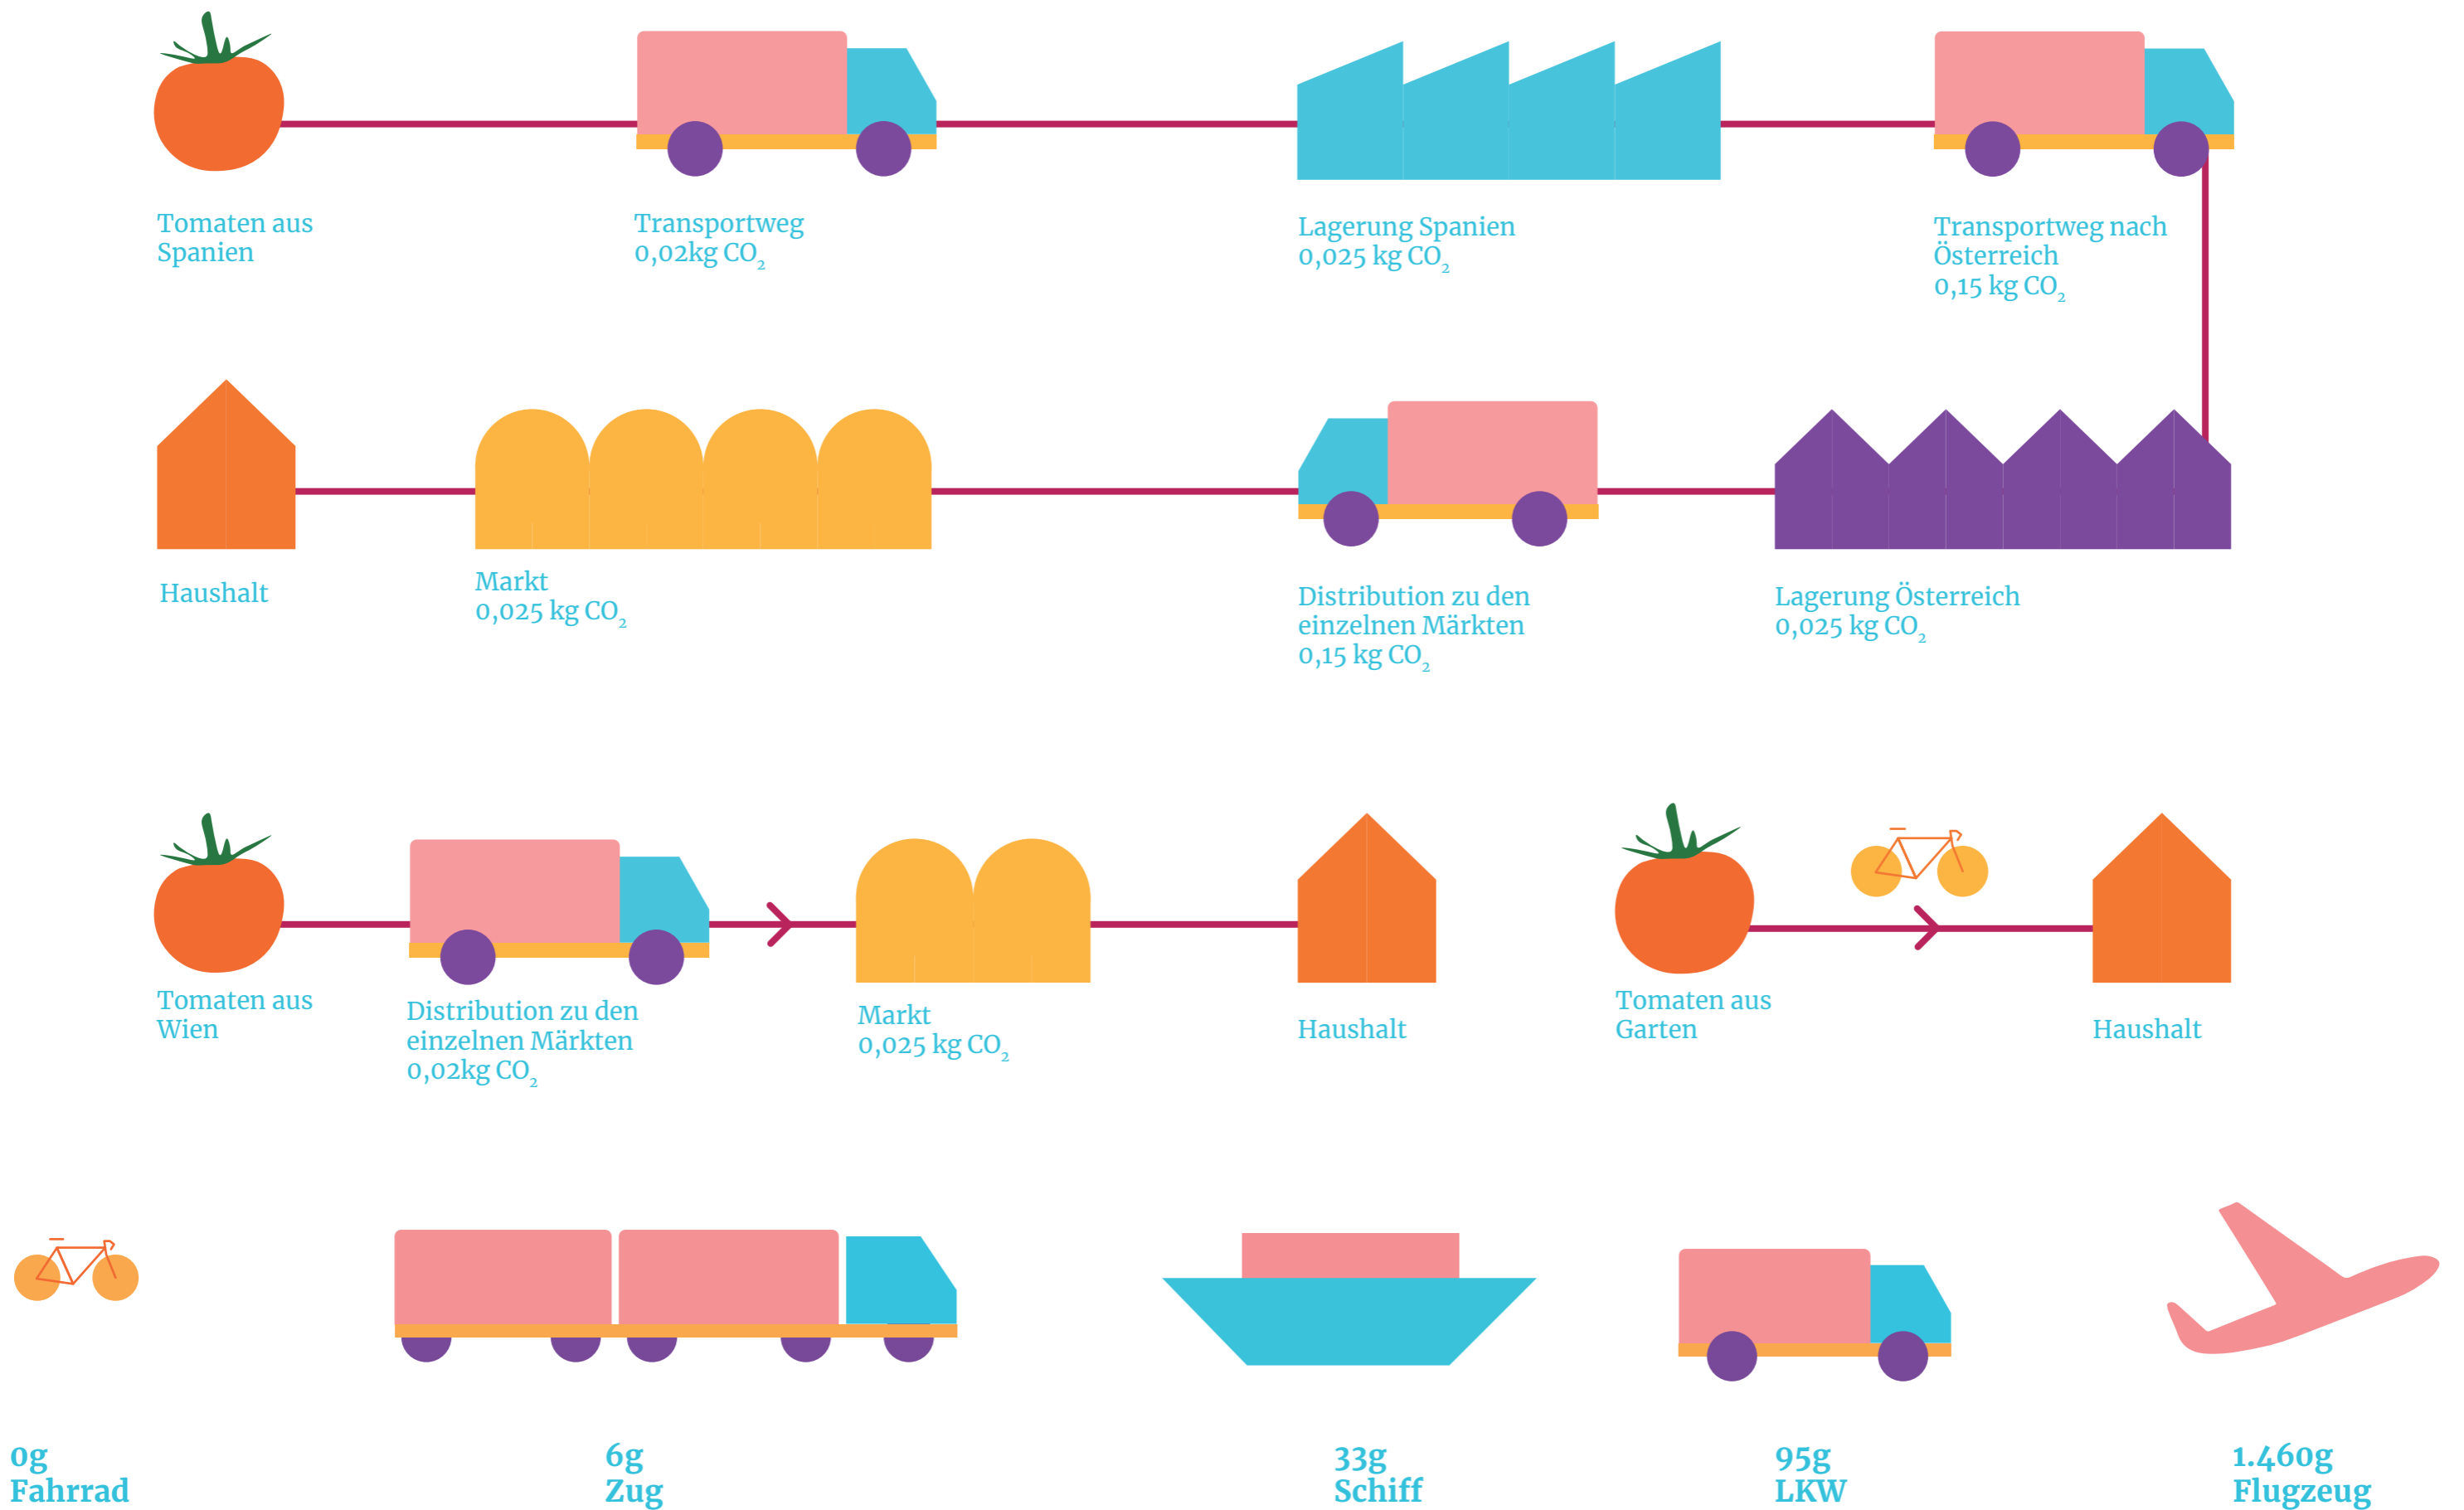 Tomaten aus
Spanien
Transportweg
0,02kg CO₂
Lagerung Spanien
0,025 kg CO₂
Transportweg nach
Österreich
0,15 kg CO₂
Haushalt
Markt
0,025 kg CO₂
Distribution zu den
einzelnen Märkten
0,15 kg CO₂
Lagerung Österreich
0,025 kg CO₂
Tomaten aus
Wien
Distribution zu den
einzelnen Märkten
0,02kg CO₂
Markt
0,025 kg CO₂
Haushalt
Tomaten aus
Garten
Haushalt
0g
Fahrrad
6g
Zug
33g
Schiff
95g
LKW
1.460g
Flugzeug